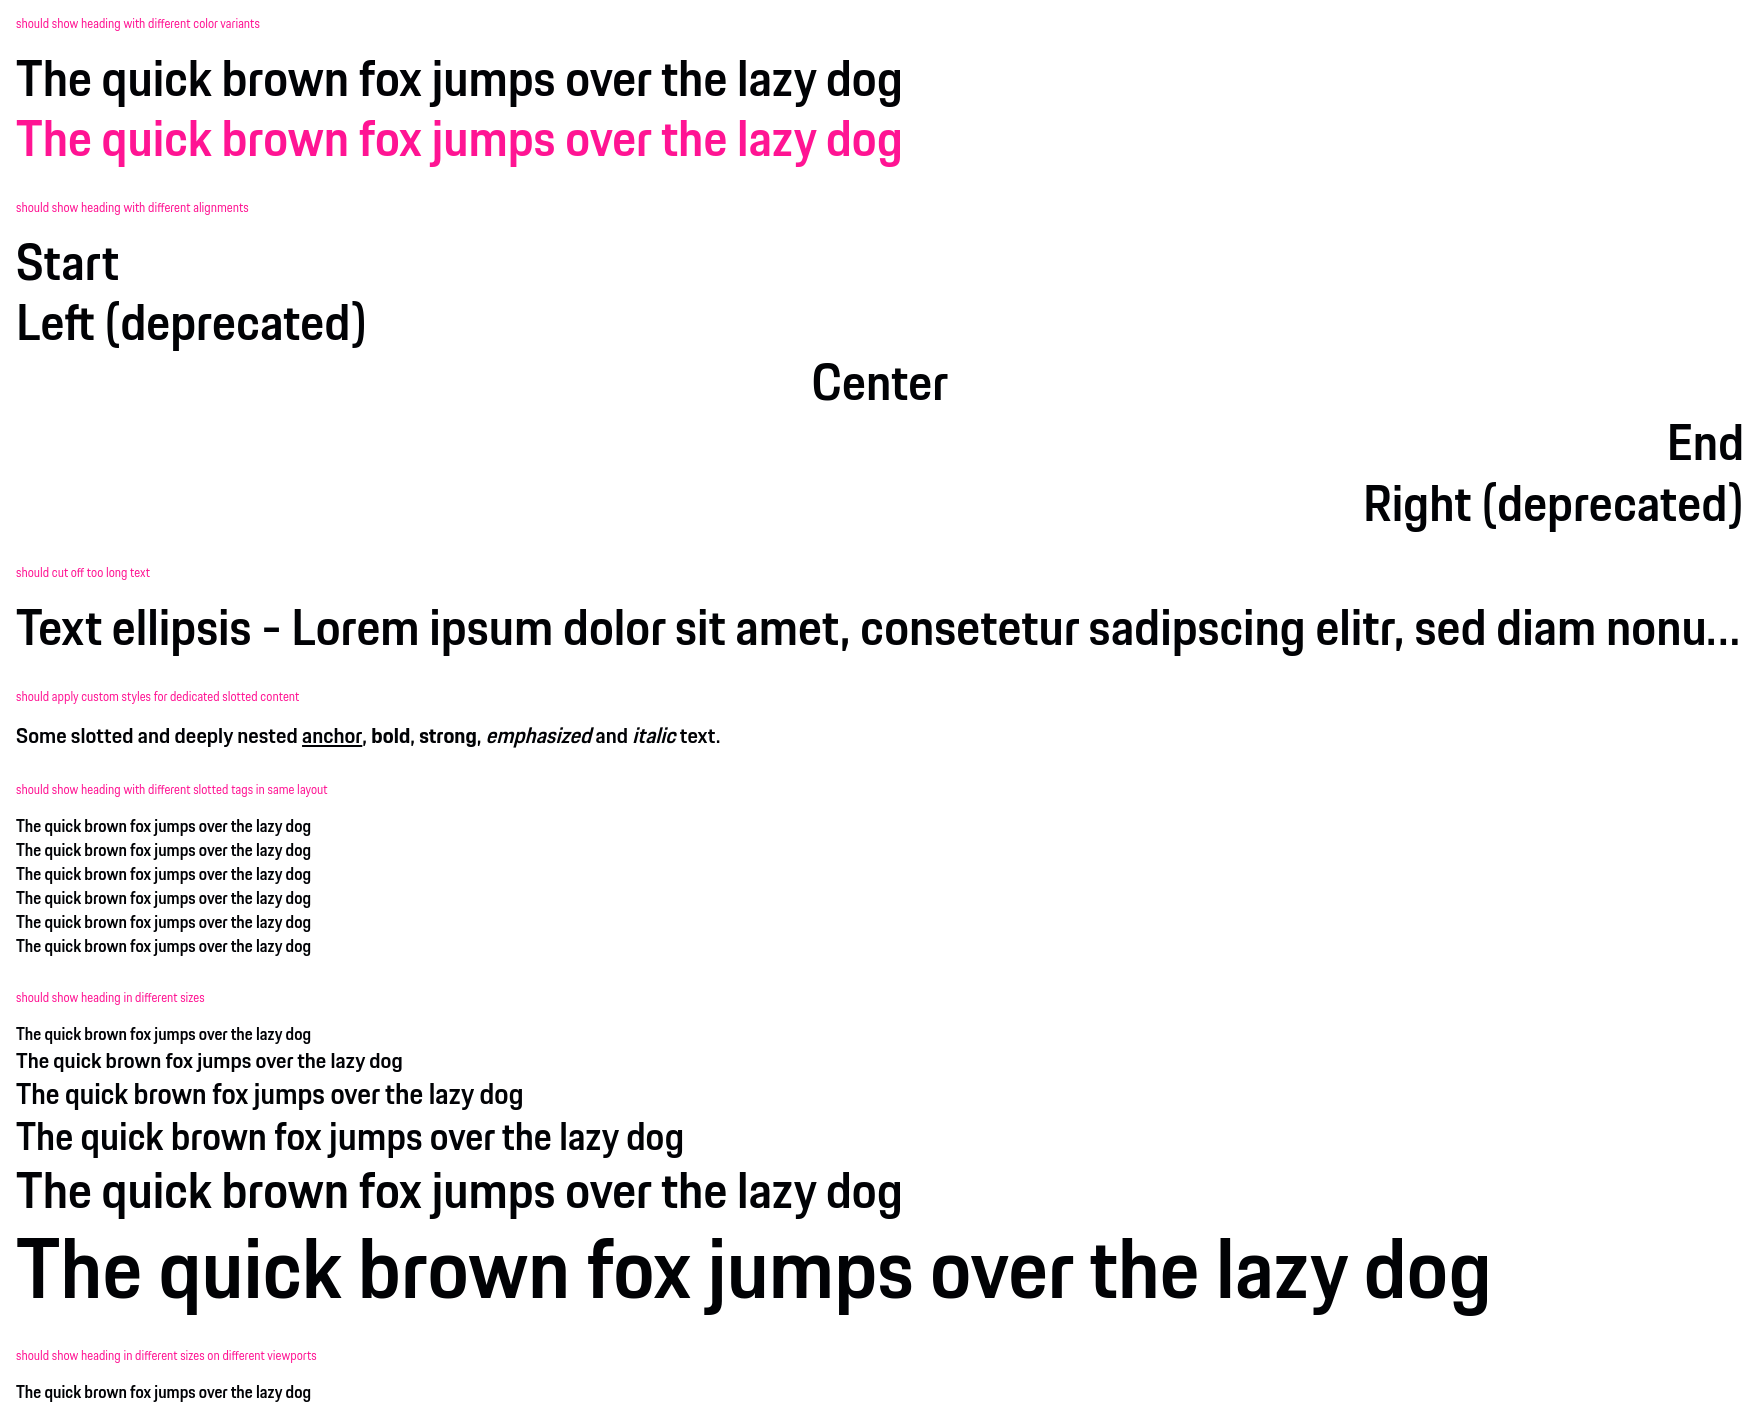 should show heading with different color variants
The quick brown fox jumps over the lazy dog
The quick brown fox jumps over the lazy dog
should show heading with different alignments
Start
Left (deprecated)
Center
End
Right (deprecated)
should cut off too long text
Text ellipsis - Lorem ipsum dolor sit amet, consetetur sadipscing elitr, sed diam nonu...
should apply custom styles for dedicated slotted content
Some slotted and deeply nested anchor, bold, strong, emphasized and italic text.
should show heading with different slotted tags in same layout
The quick brown fox jumps over the lazy dog
The quick brown fox jumps over the lazy dog
The quick brown fox jumps over the lazy dog
The quick brown fox jumps over the lazy dog
The quick brown fox jumps over the lazy dog
The quick brown fox jumps over the lazy dog
should show heading in different sizes
The quick brown fox jumps over the lazy dog
The quick brown fox jumps over the lazy dog
The quick brown fox jumps over the lazy dog
The quick brown fox jumps over the lazy dog
The quick brown fox jumps over the lazy dog
The quick brown fox jumps over the lazy dog
should show heading in different sizes on different viewports
The quick brown fox jumps over the lazy dog